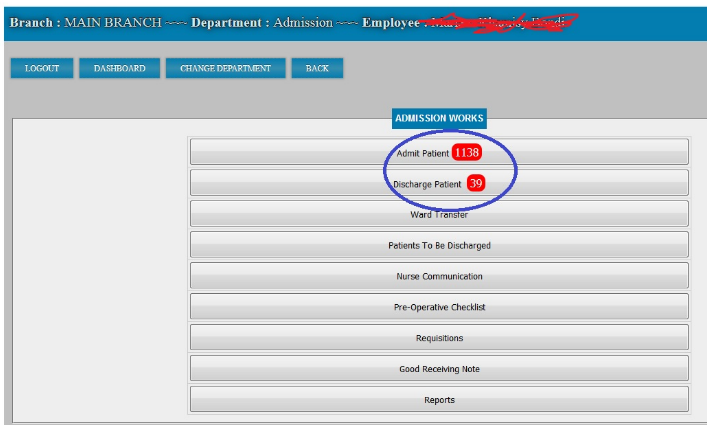 Branch : MAIN BRANCH ~~~ Department : Admission ~~~ Employee :
LOGOUT DASHBOARD CHANGE DEPARTMENT BACK
ADMISSION WORKS
Admit Patient 1138
Discharge Patient 39
Ward Transfer
Patients To Be Discharged
Nurse Communication
Pre-Operative Checklist
Requisitions
Good Receiving Note
Reports